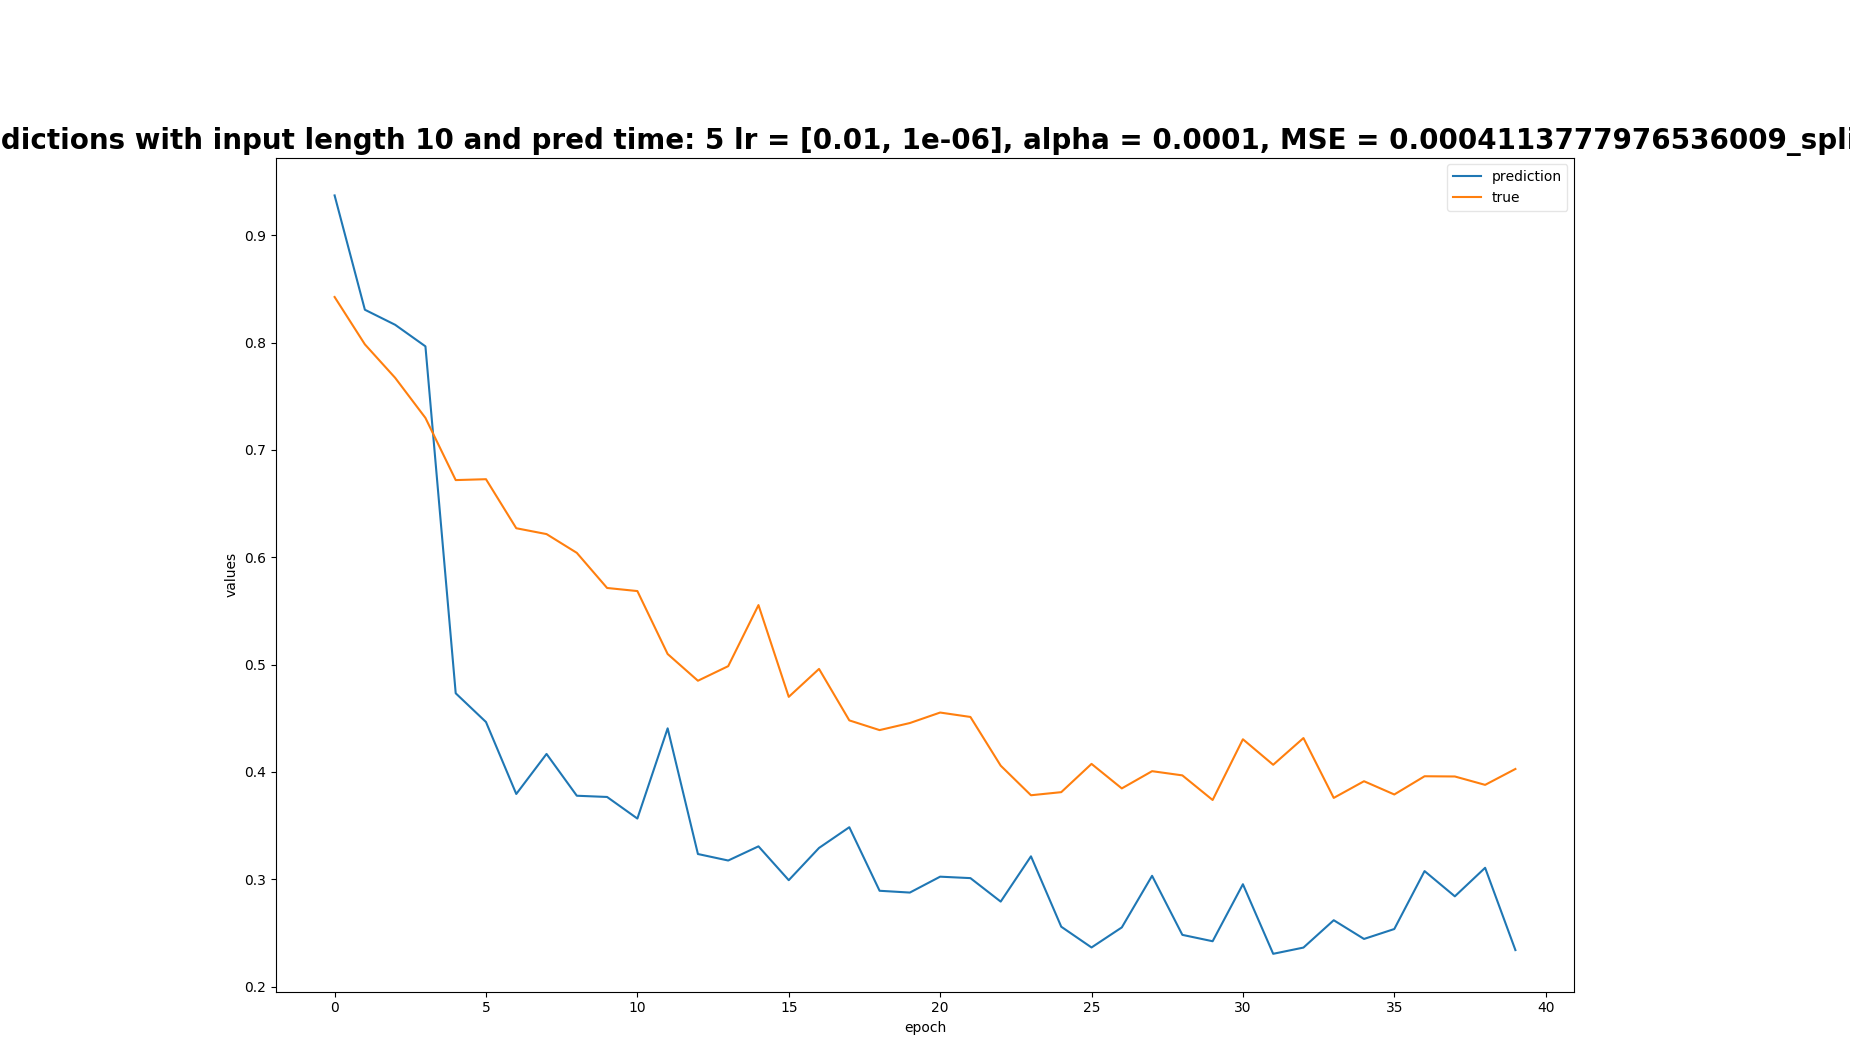 dictions with input length 10 and pred time: 5 lr = [0.01, 1e-06], alpha = 0.0001, MSE = 0.0004113777976536009_spli
prediction
true
0.9
0.8
0.7
0.6
0.5
0.4
0.3
0.2
values
0 5 10 15 20 25 30 35 40
epoch